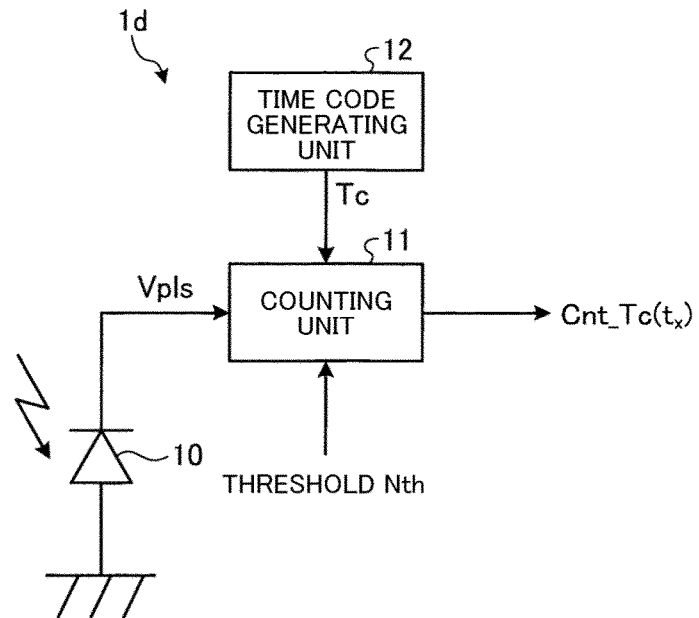 1d
12
TIME CODE
GENERATING
UNIT
Tc
11
Vpls
COUNTING
UNIT
Cnt_Tc(tx)
10
THRESHOLD Nth